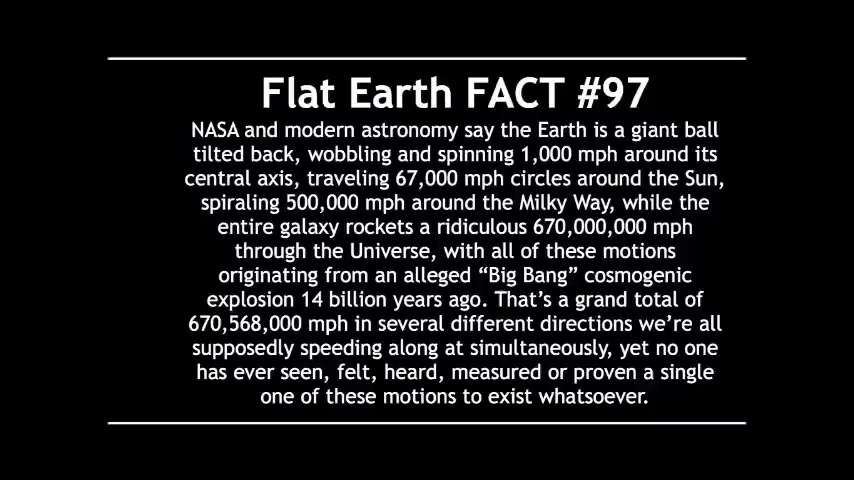 Flat Earth FACT #97
NASA and modern astronomy say the Earth is a giant ball
tilted back, wobbling and spinning 1,000 mph around its
central axis, traveling 67,000 mph circles around the Sun,
spiraling 500,000 mph around the Milky Way, while the
entire galaxy rockets a ridiculous 670,000,000 mph
through the Universe, with all of these motions
originating from an alleged “Big Bang” cosmogenic
explosion 14 billion years ago. That’s a grand total of
670,568,000 mph in several different directions we’re all
supposedly speeding along at simultaneously, yet no one
has ever seen, felt, heard, measured or proven a single
one of these motions to exist whatsoever.